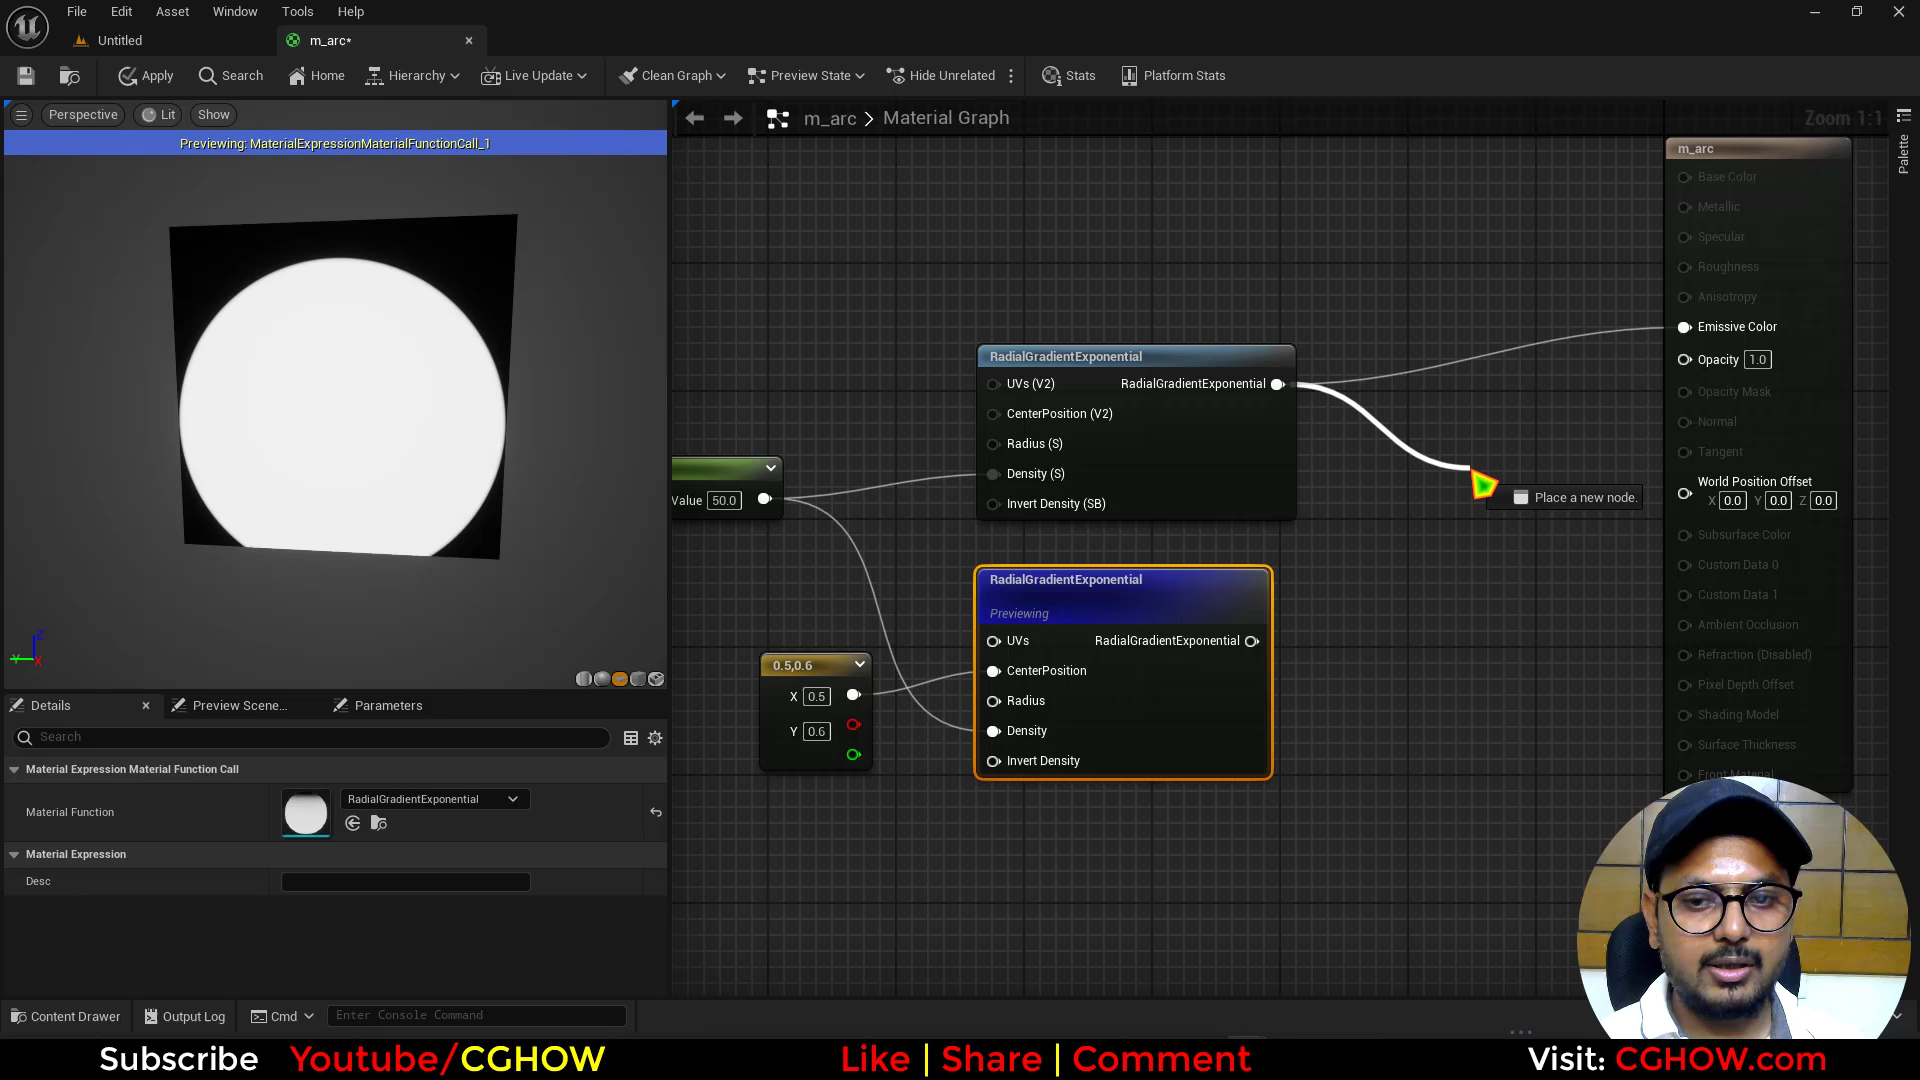 File Edit Asset Window Tools Help
Untitled
m_arc*
Apply Search Home Hierarchy Live Update Clean Graph Preview State Hide Unrelated Stats Platform Stats
Perspective Lit Show
Previewing: MaterialExpressionMaterialFunctionCall_1
m_arc > Material Graph
Zoom 1:1
Palette
m_arc
Base Color
Metallic
Specular
Roughness
Anisotropy
Emissive Color
Opacity 1.0
Opacity Mask
Normal
Tangent
World Position Offset
X 0.0 Y 0.0 Z 0.0
Subsurface Color
Custom Data 0
Custom Data 1
Ambient Occlusion
Refraction (Disabled)
Pixel Depth Offset
Shading Model
Surface Thickness
Front Material
RadialGradientExponential
UVs (V2) RadialGradientExponential
CenterPosition (V2)
Radius (S)
Density (S)
Invert Density (SB)
Value 50.0
Place a new node.
RadialGradientExponential
Previewing
UVs RadialGradientExponential
CenterPosition
Radius
Density
Invert Density
0.5,0.6
X 0.5
Y 0.6
Z
Y
X
Details Preview Scene... Parameters
Search
Material Expression Material Function Call
Material Function RadialGradientExponential
Material Expression
Desc
Content Drawer Output Log Cmd Enter Console Command
Subscribe Youtube/CGHOW Like | Share | Comment Visit: CGHOW.com